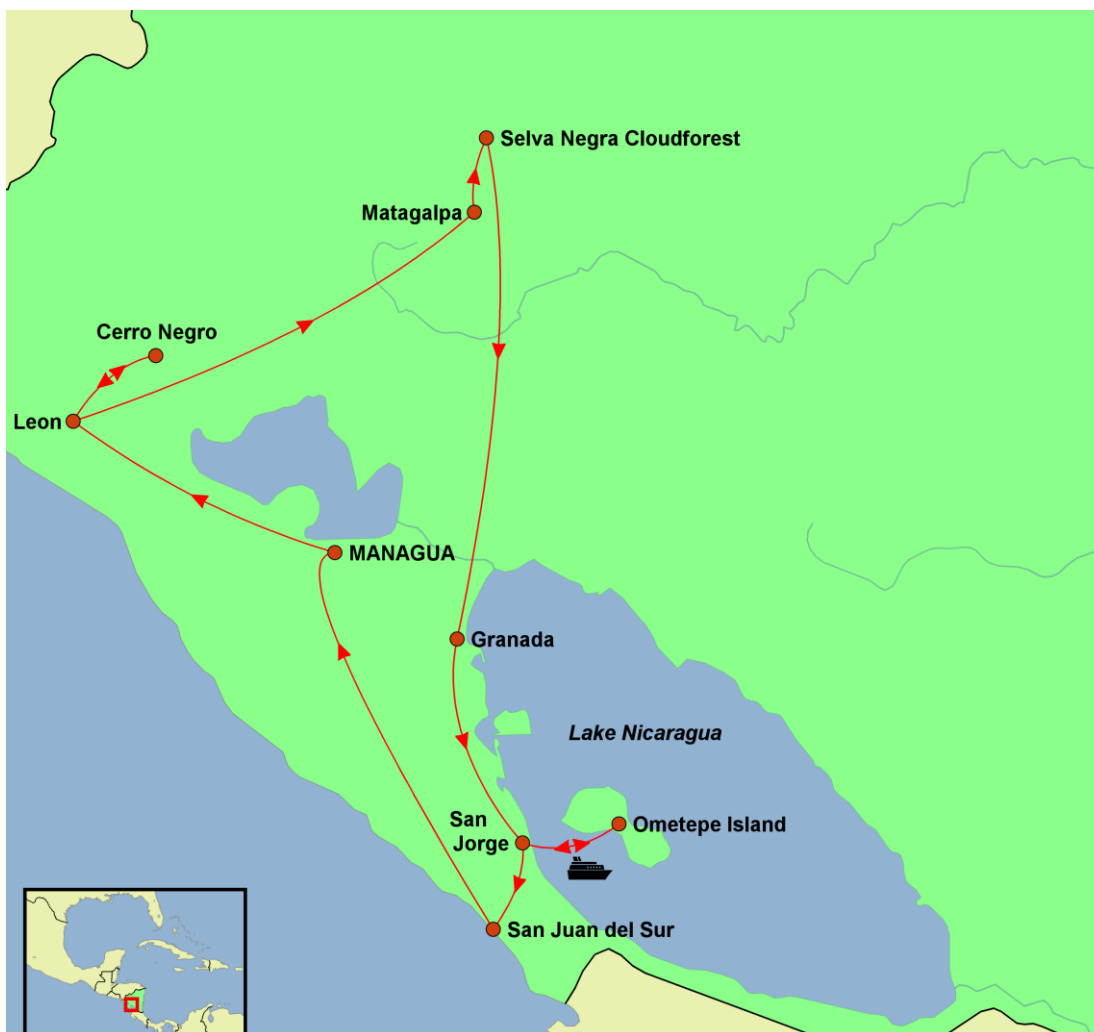 Selva Negra Cloudforest
Matagalpa
Cerro Negro
Leon
MANAGUA
Granada
Lake Nicaragua
San
Jorge
Ometepe Island
San Juan del Sur